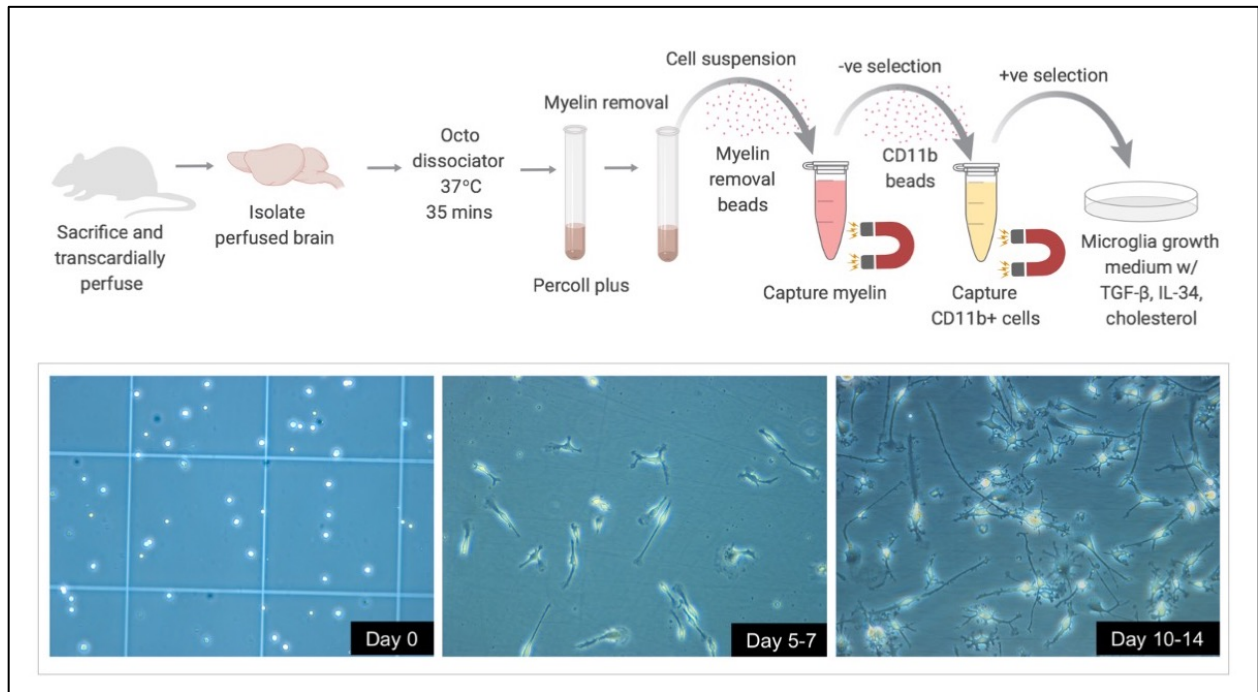 Sacrifice and
transcardially
perfuse
Isolate
perfused brain
Octo
dissociator
37°C
35 mins
Myelin removal
Percoll plus
Cell suspension
Myelin
removal
beads
Capture myelin
-ve selection
CD11b
beads
Capture
CD11b+ cells
+ve selection
Microglia growth
medium w/
TGF-β, IL-34,
cholesterol
Day 0
Day 5-7
Day 10-14